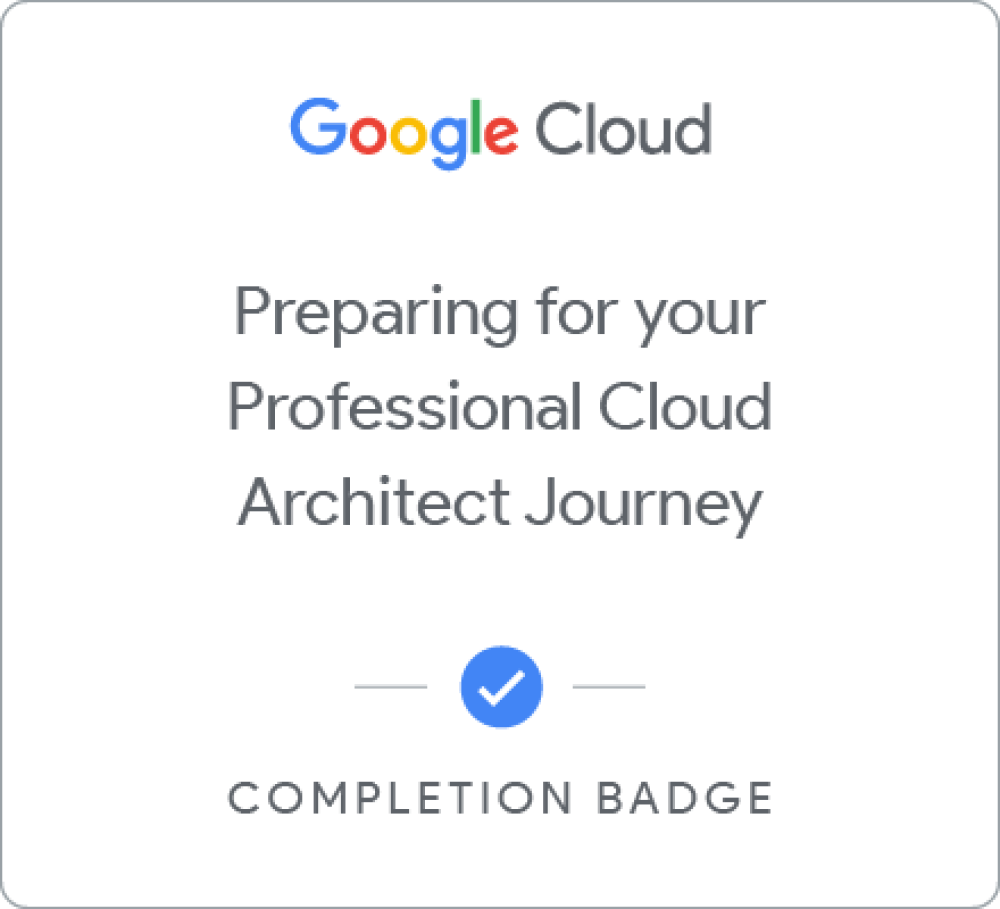 Google Cloud
Preparing for your
Professional Cloud
Architect Journey
COMPLETION BADGE